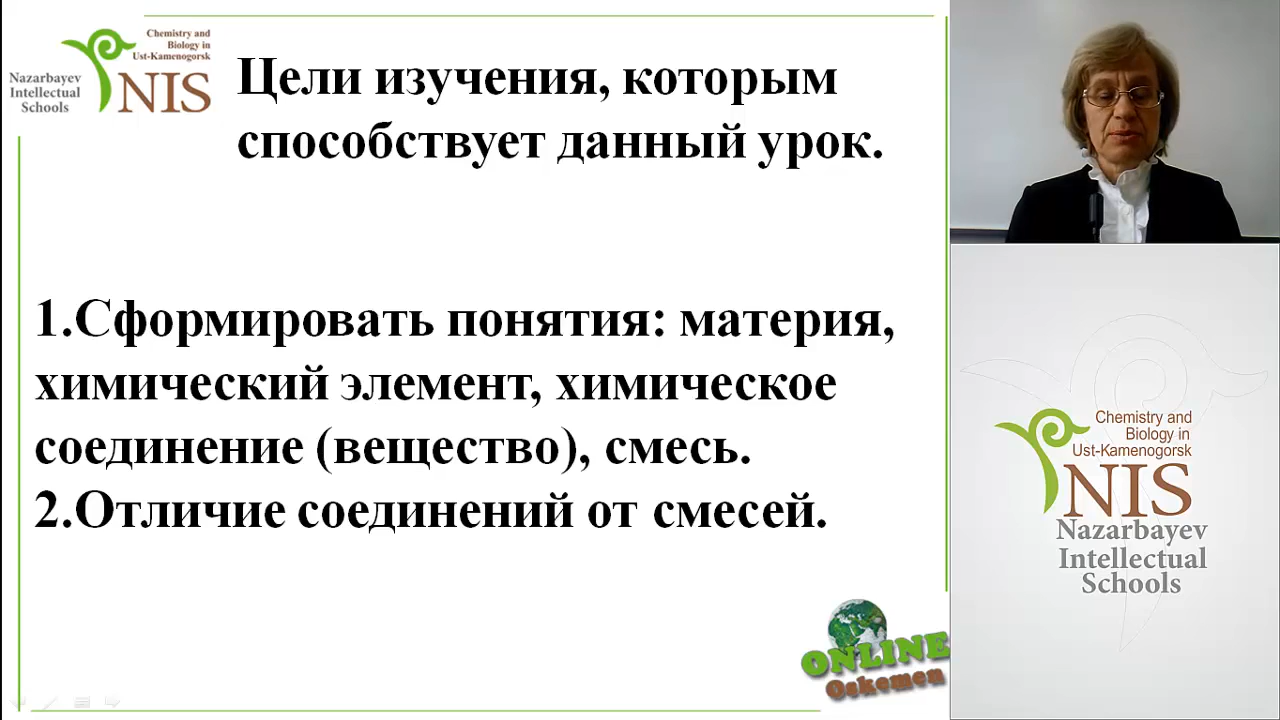 Chemistry and
Biology in
Ust-Kamenogorsk
Nazarbayev
Intellectual
Schools
NIS
Цели изучения, которым
способствует данный урок.
1.Сформировать понятия: материя,
химический элемент, химическое
соединение (вещество), смесь.
2.Отличие соединений от смесей.
ONLINE
Oskemen
Chemistry and
Biology in
Ust-Kamenogorsk
NIS
Nazarbayev
Intellectual
Schools